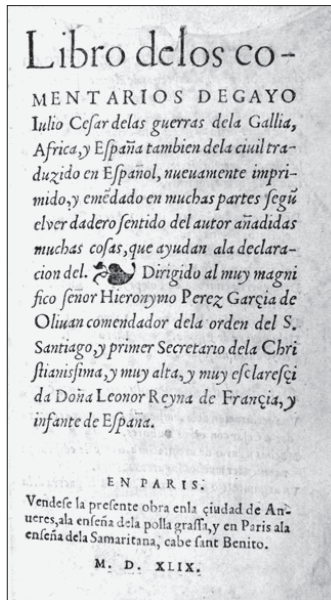 Libro delos co-
MENTARIOS DEGAYO
Iulio Cesar delas guerras dela Gallia,
Africa,y España tambien dela ciuil tra-
duzido en Español, nueuamente impri-
mido,y emẽdado en muchas partes segũ
elver dadero sentido del autor añadidas
muchas cosas, que ayudan ala declara-
cion del. Dirigido al muy magni
fico señor Hieronymo Perez Garçia de
Oliuan comendador dela orden del S.
Santiago,y primer Secretario dela Chri
stianissima, y muy alta, y muy esclaresçi
da Doña Leonor Reyna de Françia, y
infante de España.
EN PARIS.
Vendese la presente obra enla çiudad de An-
ueres,ala enseña dela polla grassa,y en Paris ala
enseña dela Samaritana, cabe sant Benito.
M. D. XLIX.